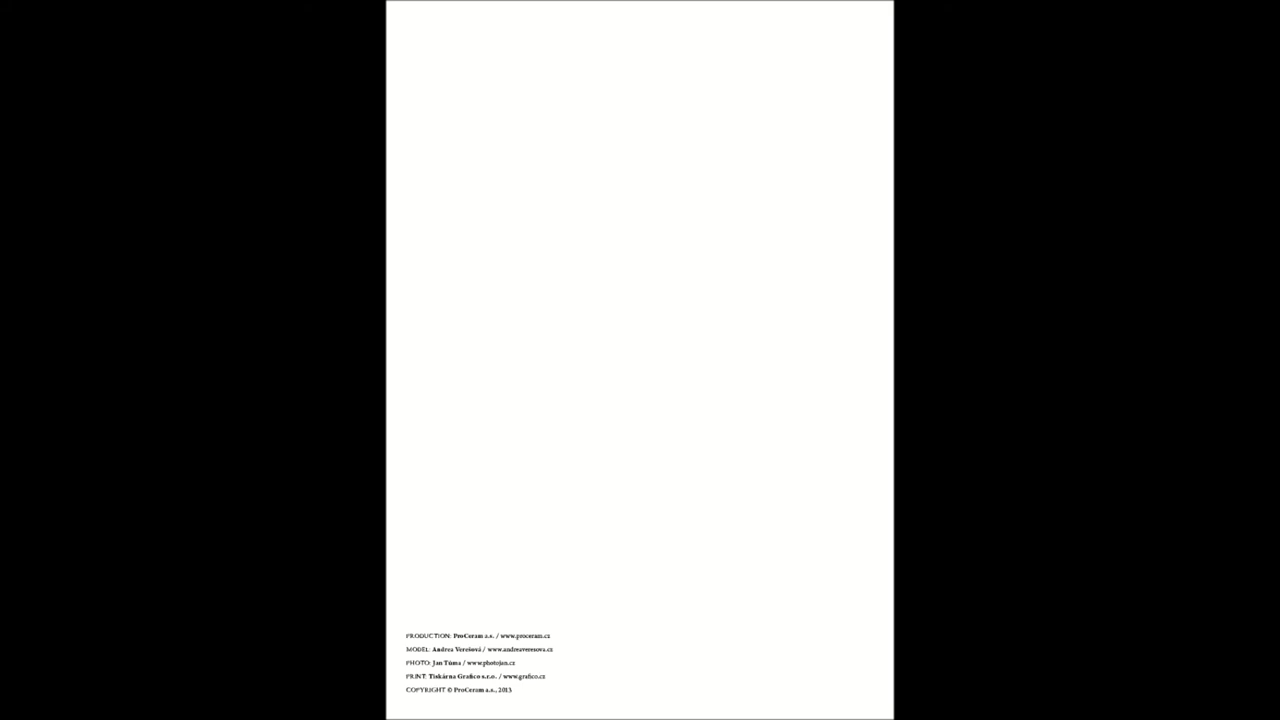 PRODUCTION: ProCeram a.s. / www.proceram.cz
MODEL: Andrea Verešová / www.andreaveresova.cz
PHOTO: Jan Tůma / www.photojan.cz
PRINT: Tiskárna Grafico s.r.o. / www.grafico.cz
COPYRIGHT © ProCeram a.s., 2013